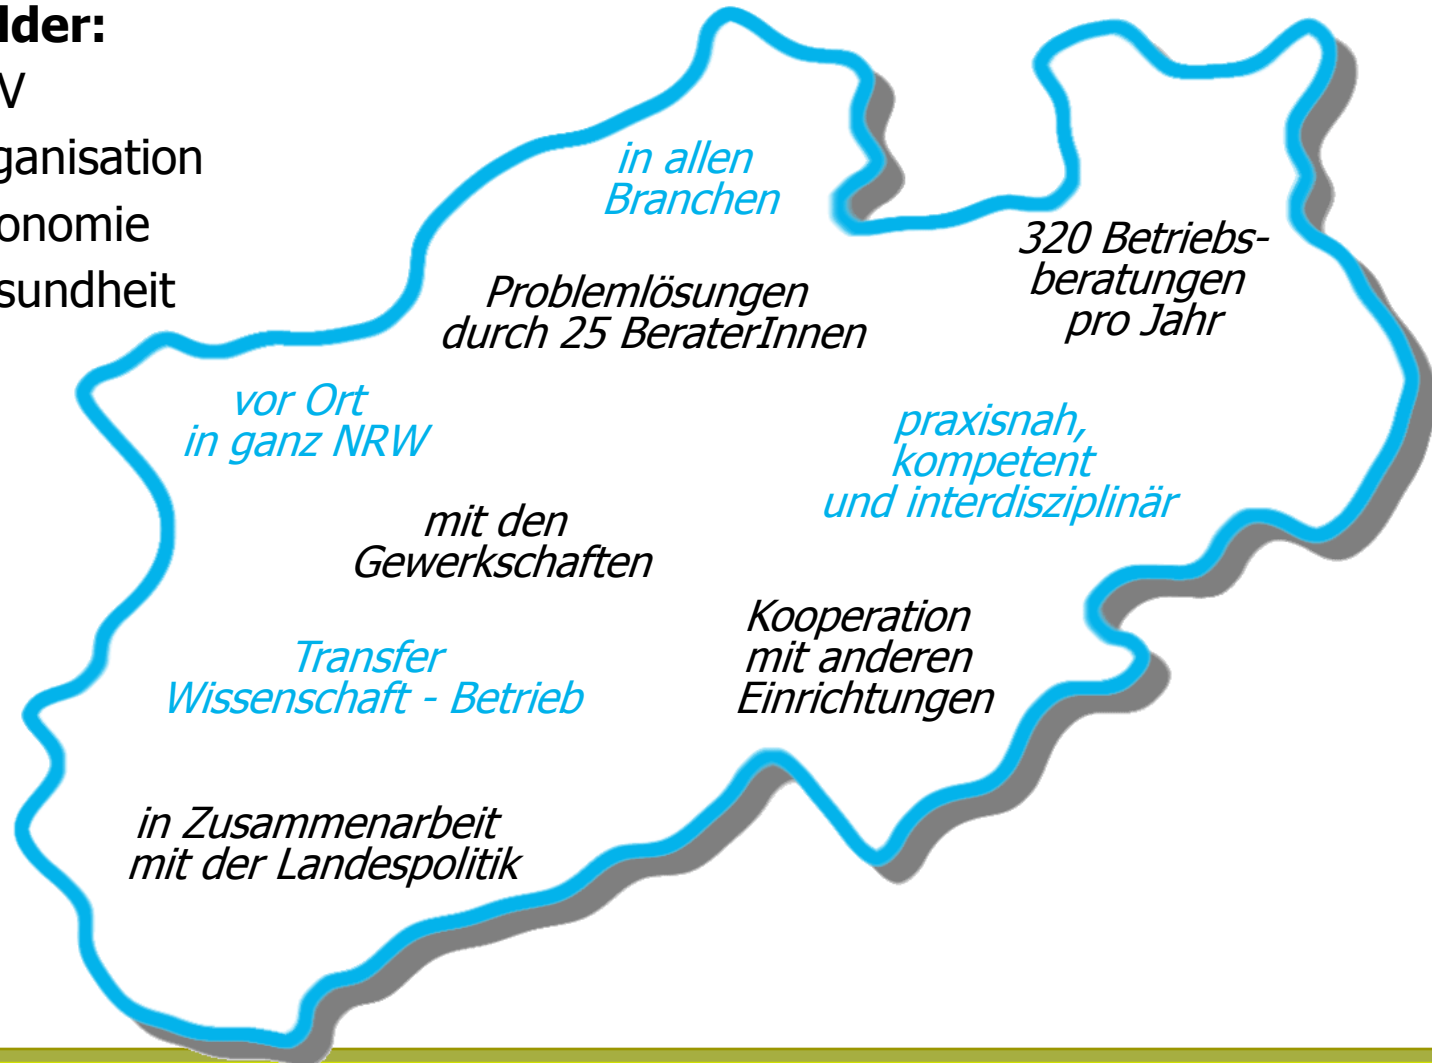 lder:
V
ganisation
onomie
sundheit
in allen
Branchen
320 Betriebs-
beratungen
pro Jahr
Problemlösungen
durch 25 BeraterInnen
vor Ort
in ganz NRW
praxisnah,
kompetent
und interdisziplinär
mit den
Gewerkschaften
Kooperation
mit anderen
Einrichtungen
Transfer
Wissenschaft - Betrieb
in Zusammenarbeit
mit der Landespolitik